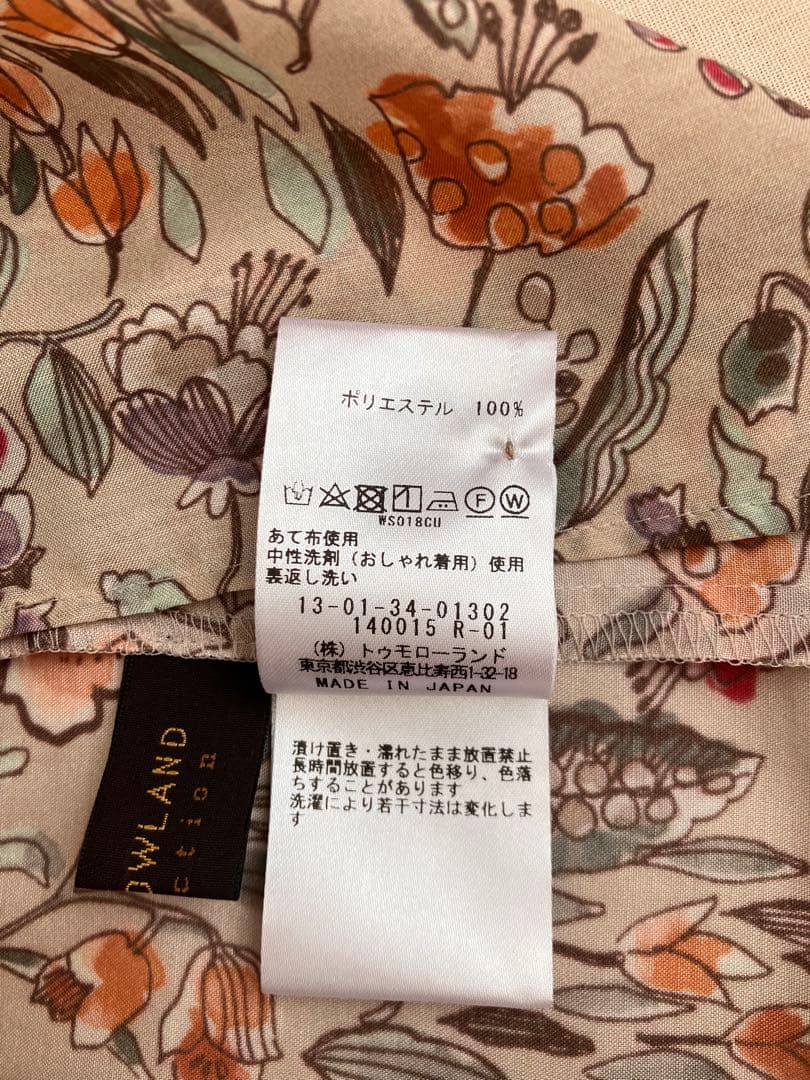 ポリエステル 100%
F W
WS018CU
あて布使用
中性洗剤(おしゃれ着用)使用
裏返し洗い
13-01-34-01302
140015 R-01
(株)トゥモローランド
東京都渋谷区恵比寿西1-32-18
MADE IN JAPAN
漬け置き・濡れたまま放置禁止
長時間放置すると色移り、色落
ちすることがあります
洗濯により若干寸法は変化しま
す
OWLAND
ction